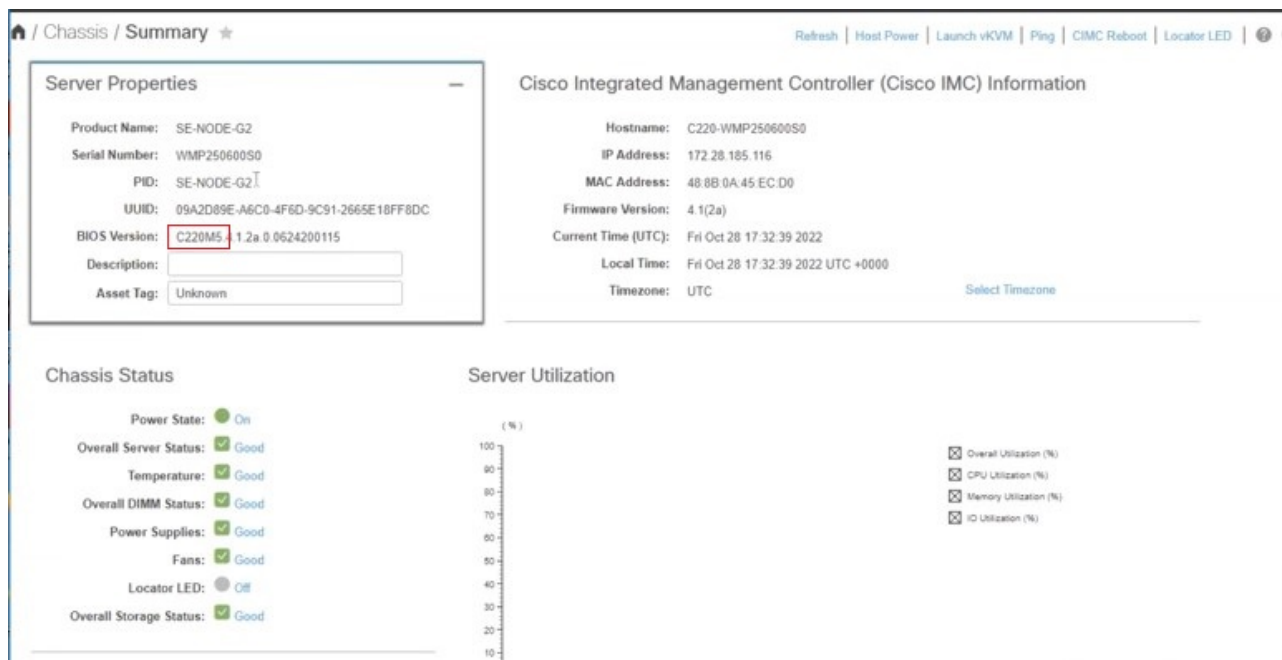 / Chassis / Summary
Refresh | Host Power | Launch vKVM | Ping | CIMC Reboot | Locator LED |
Server Properties
Product Name: SE-NODE-G2
Serial Number: WMP250600S0
PID: SE-NODE-G2
UUID: 09A2D89E-A6C0-4F6D-9C91-2665E18FF8DC
BIOS Version: C220M5.4.1.2a.0.0624200115
Description:
Asset Tag: Unknown
Cisco Integrated Management Controller (Cisco IMC) Information
Hostname: C220-WMP250600S0
IP Address: 172.28.185.116
MAC Address: 48:8B:0A:45:EC:D0
Firmware Version: 4.1(2a)
Current Time (UTC): Fri Oct 28 17:32:39 2022
Local Time: Fri Oct 28 17:32:39 2022 UTC +0000
Timezone: UTC Select Timezone
Chassis Status
Power State: On
Overall Server Status: Good
Temperature: Good
Overall DIMM Status: Good
Power Supplies: Good
Fans: Good
Locator LED: Off
Overall Storage Status: Good
Server Utilization
( % )
100
90
80
70
60
50
40
30
20
10
Overall Utilization (%)
CPU Utilization (%)
Memory Utilization (%)
IO Utilization (%)